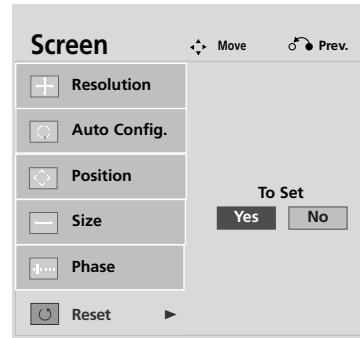 Screen
Move
Prev.
Resolution
Auto Config.
Position
Size
Phase
Reset
To Set
Yes No